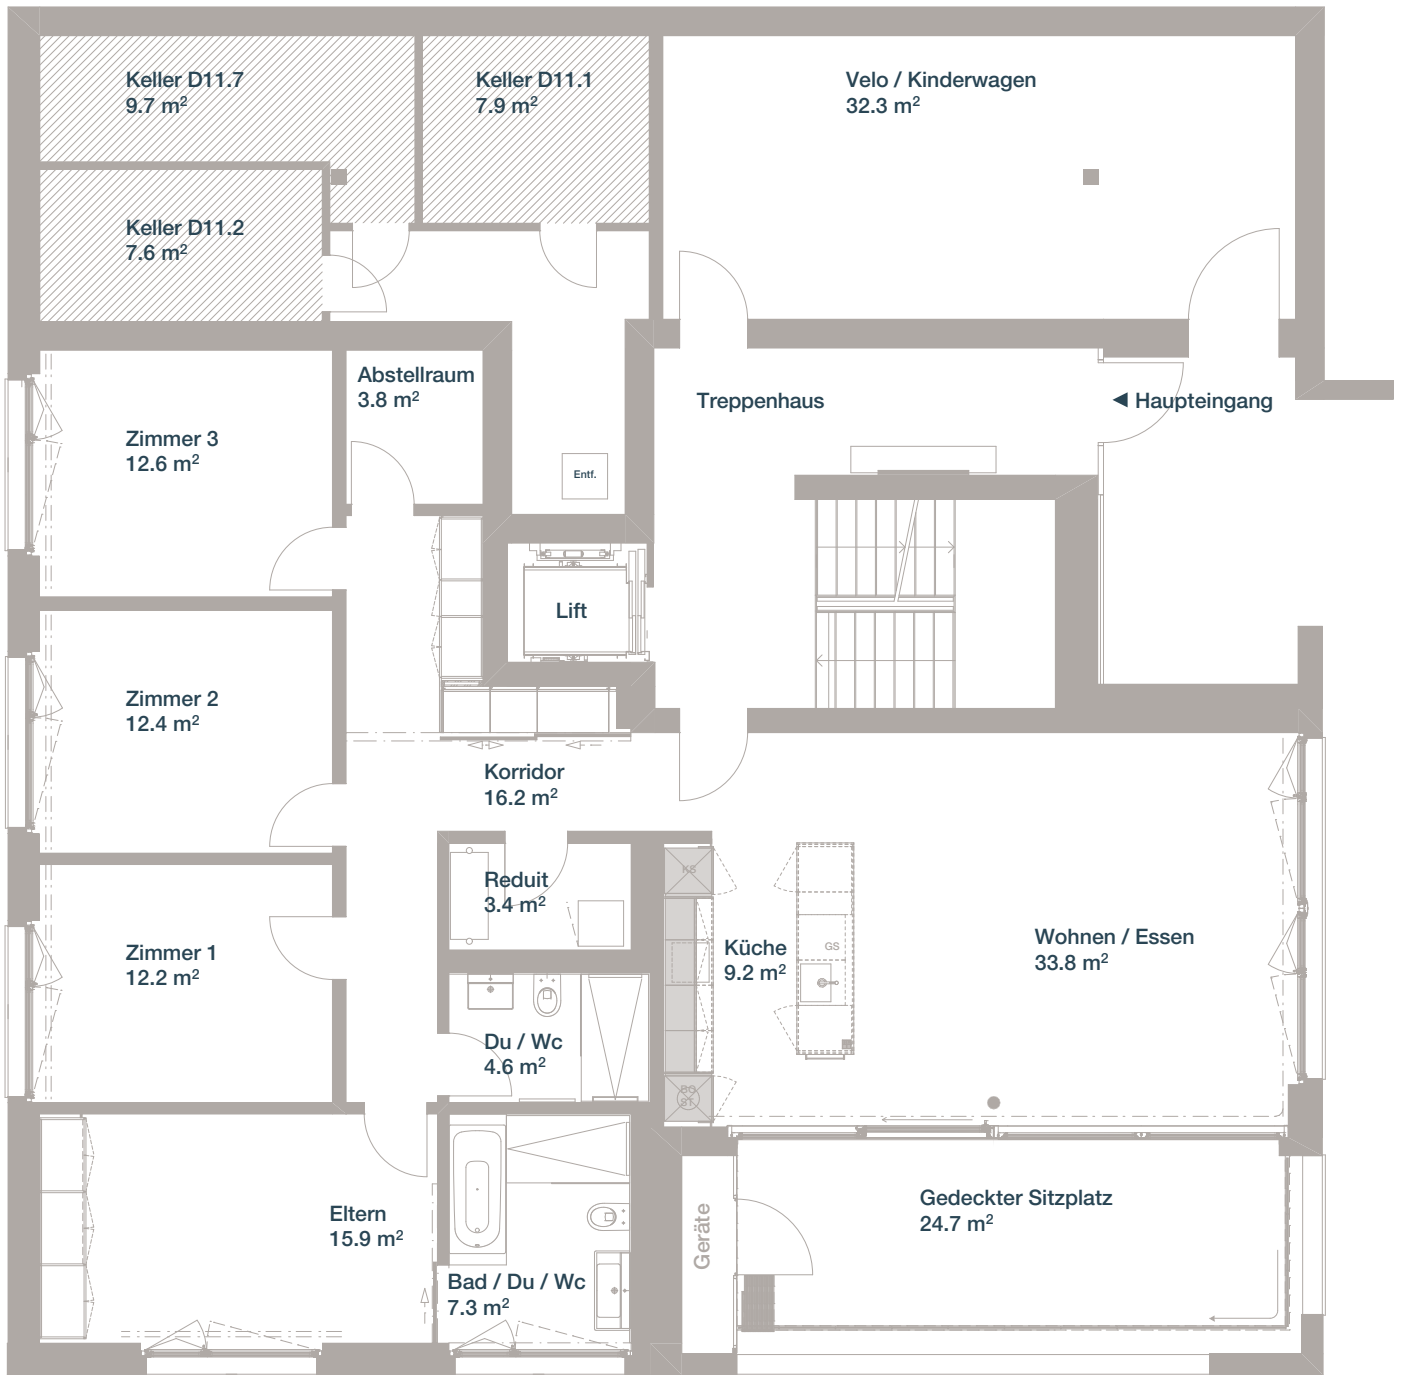 Keller D11.7
9.7 m²
Keller D11.1
7.9 m²
Velo / Kinderwagen
32.3 m²
Keller D11.2
7.6 m²
Abstellraum
3.8 m²
Treppenhaus
◄ Haupteingang
Zimmer 3
12.6 m²
Entf.
Lift
Zimmer 2
12.4 m²
Korridor
16.2 m²
KS
Reduit
3.4 m²
Küche
9.2 m²
GS
Wohnen / Essen
33.8 m²
Zimmer 1
12.2 m²
Du / Wc
4.6 m²
BO
ST
Eltern
15.9 m²
Geräte
Gedeckter Sitzplatz
24.7 m²
Bad / Du / Wc
7.3 m²